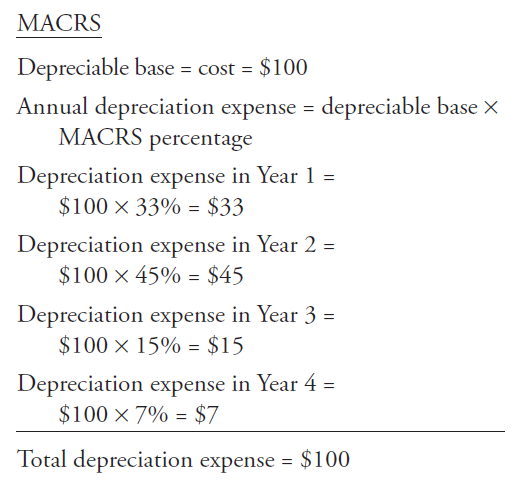 MACRS
Depreciable base = cost = $100
Annual depreciation expense = depreciable base ×
MACRS percentage
Depreciation expense in Year 1 =
$100 × 33% = $33
Depreciation expense in Year 2 =
$100 × 45% = $45
Depreciation expense in Year 3 =
$100 × 15% = $15
Depreciation expense in Year 4 =
$100 × 7% = $7
Total depreciation expense = $100